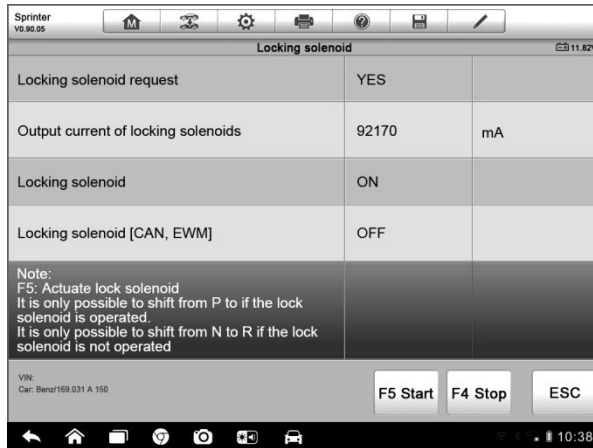 Sprinter
V0.90.05
Locking solenoid
11.82V
Locking solenoid request YES
Output current of locking solenoids 92170 mA
Locking solenoid ON
Locking solenoid [CAN, EWM] OFF
Note:
F5: Actuate lock solenoid
It is only possible to shift from P to if the lock
solenoid is operated.
It is only possible to shift from N to R if the lock
solenoid is not operated
VIN:
Car: Benz/169.031 A 150
F5 Start F4 Stop ESC
10:38